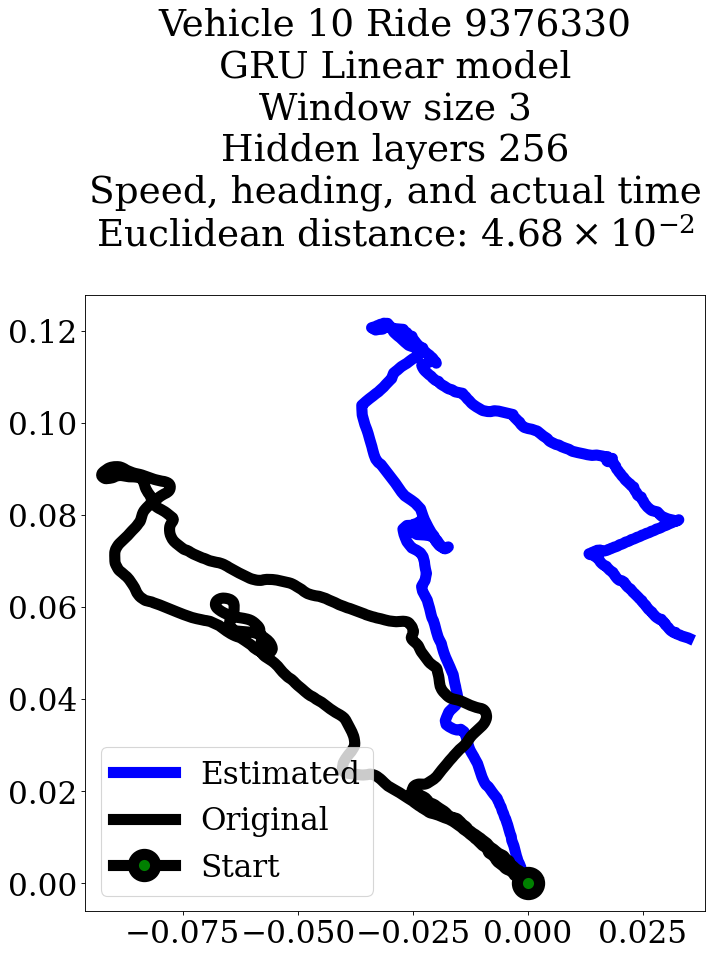 Vehicle 10 Ride 9376330
GRU Linear model
Window size 3
Hidden layers 256
Speed, heading, and actual time
Euclidean distance: 4.68 × 10⁻²
0.12
0.10
0.08
0.06
0.04
0.02
0.00
Estimated
Original
Start
−0.075 −0.050 −0.025 0.000 0.025